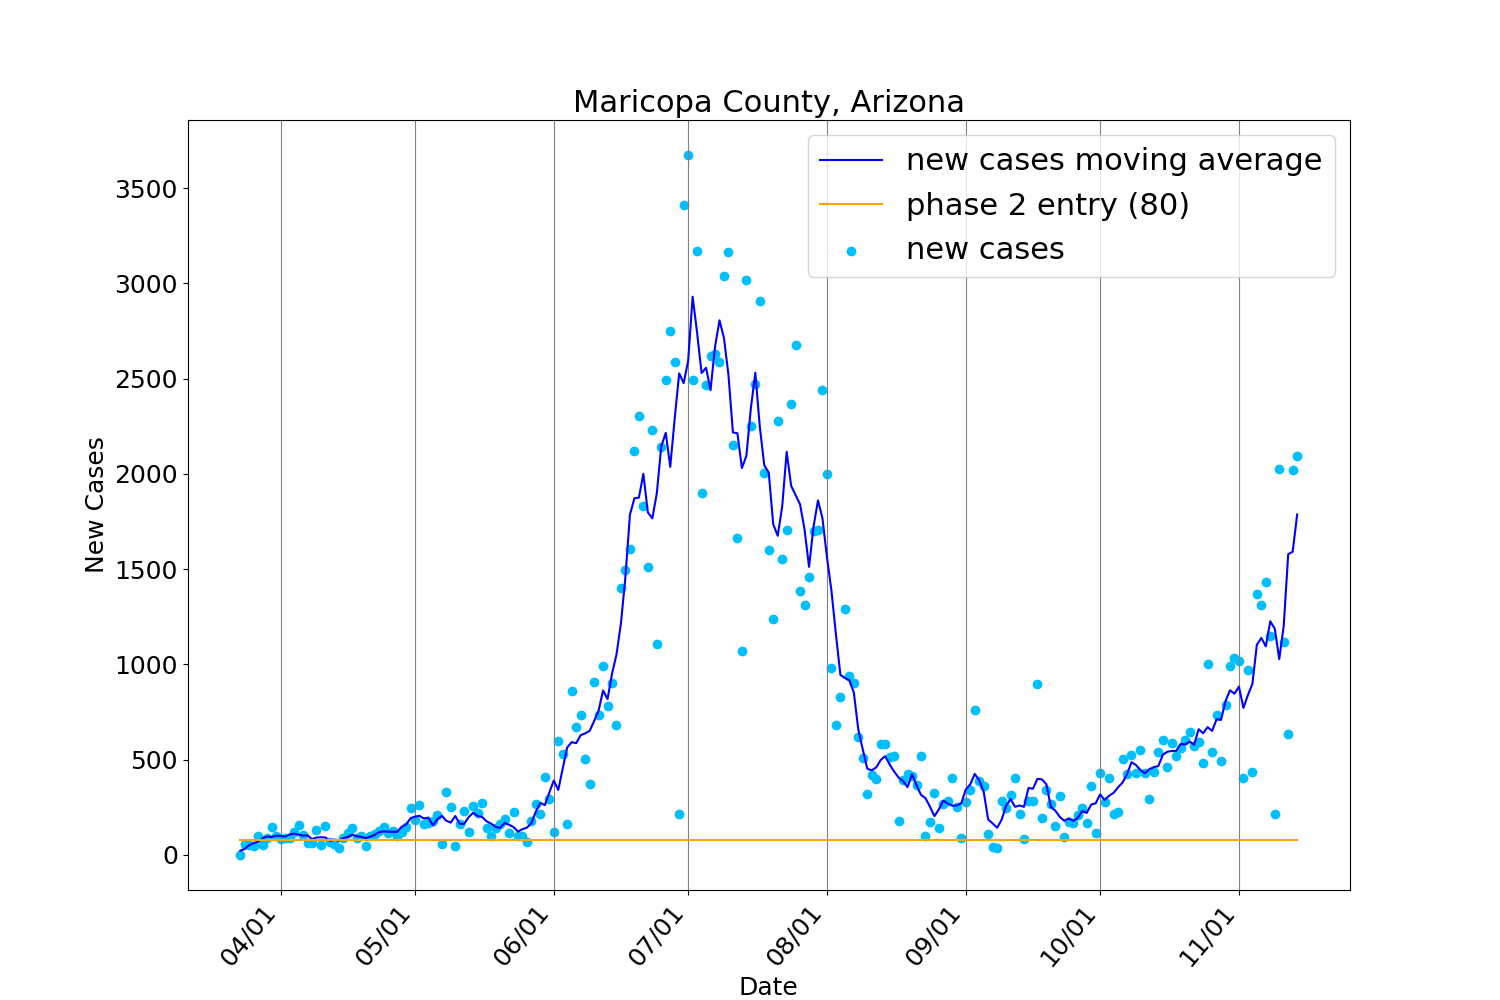 Maricopa County, Arizona
new cases moving average
phase 2 entry (80)
new cases
New Cases
3500
3000
2500
2000
1500
1000
500
0
04/01
05/01
06/01
07/01
08/01
09/01
10/01
11/01
Date